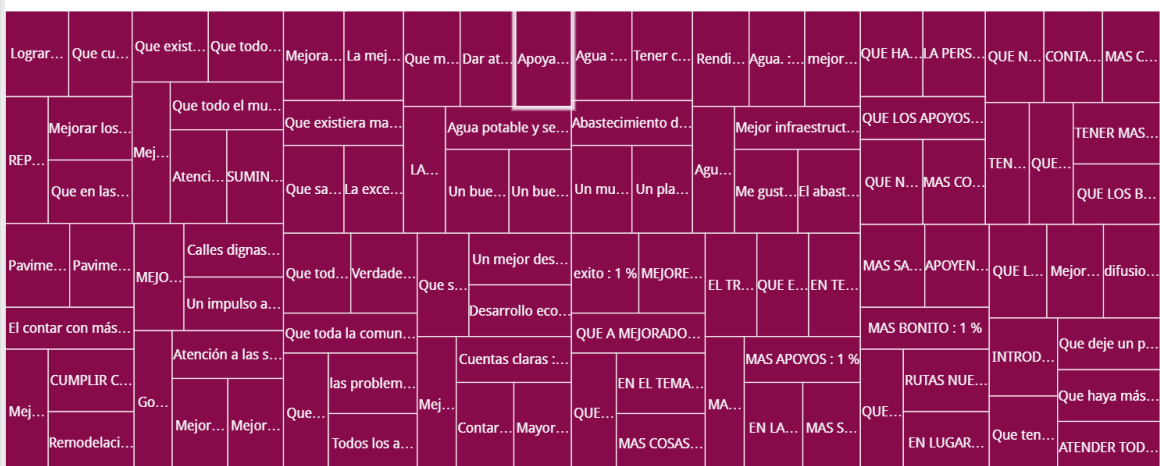 Lograr...
Que cu...
Que exist...
Que todo...
Mejora...
La mej...
Que m...
Dar at...
Apoya...
Agua :...
Tener c...
Rendi...
Agua. :...
mejor...
QUE HA...
LA PERS...
QUE N...
CONTA...
MAS C...
REP...
Mejorar los...
Que en las...
Mej...
Que todo el mu...
Atenci...
SUMIN...
Que existiera ma...
Que sa...
La exce...
LA...
Agua potable y se...
Un bue...
Un bue...
Abastecimiento d...
Un mu...
Un pla...
Agu...
Mejor infraestruct...
Me gust...
El abast...
QUE LOS APOYOS...
QUE N...
MAS CO...
TEN...
QUE...
TENER MAS...
QUE LOS B...
Pavime...
Pavime...
El contar con más...
MEJO...
Calles dignas...
Un impulso a...
Que tod...
Verdade...
Que toda la comun...
Que s...
Un mejor des...
Desarrollo eco...
exito : 1 %
MEJORE...
QUE A MEJORADO...
EL TR...
QUE E...
EN TE...
MAS SA...
APOYEN...
MAS BONITO : 1 %
QUE L...
Mejor...
difusio...
Mej...
CUMPLIR C...
Remodelaci...
Go...
Atención a las s...
Mejor...
Mejor...
Que...
las problem...
Todos los a...
Mej...
Cuentas claras :...
Contar...
Mayor...
QUE...
EN EL TEMA...
MAS COSAS...
MA...
MAS APOYOS : 1 %
EN LA...
MAS S...
QUE...
RUTAS NUE...
EN LUGAR...
INTROD...
Que ten...
Que deje un p...
Que haya más...
ATENDER TOD...